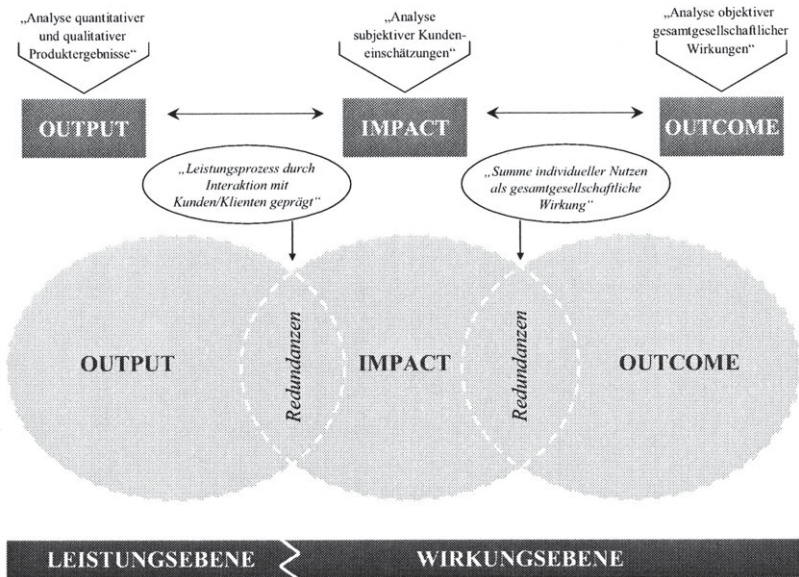 „Analyse quantitativer
und qualitativer
Produktergebnisse“
„Analyse
subjektiver Kunden-
einschätzungen“
„Analyse objektiver
gesamtgesellschaftlicher
Wirkungen“
OUTPUT
IMPACT
OUTCOME
„Leistungsprozess durch
Interaktion mit
Kunden/Klienten geprägt“
„Summe individueller Nutzen
als gesamtgesellschaftliche
Wirkung“
OUTPUT
Redundanzen
IMPACT
Redundanzen
OUTCOME
LEISTUNGSEBENE
WIRKUNGSEBENE